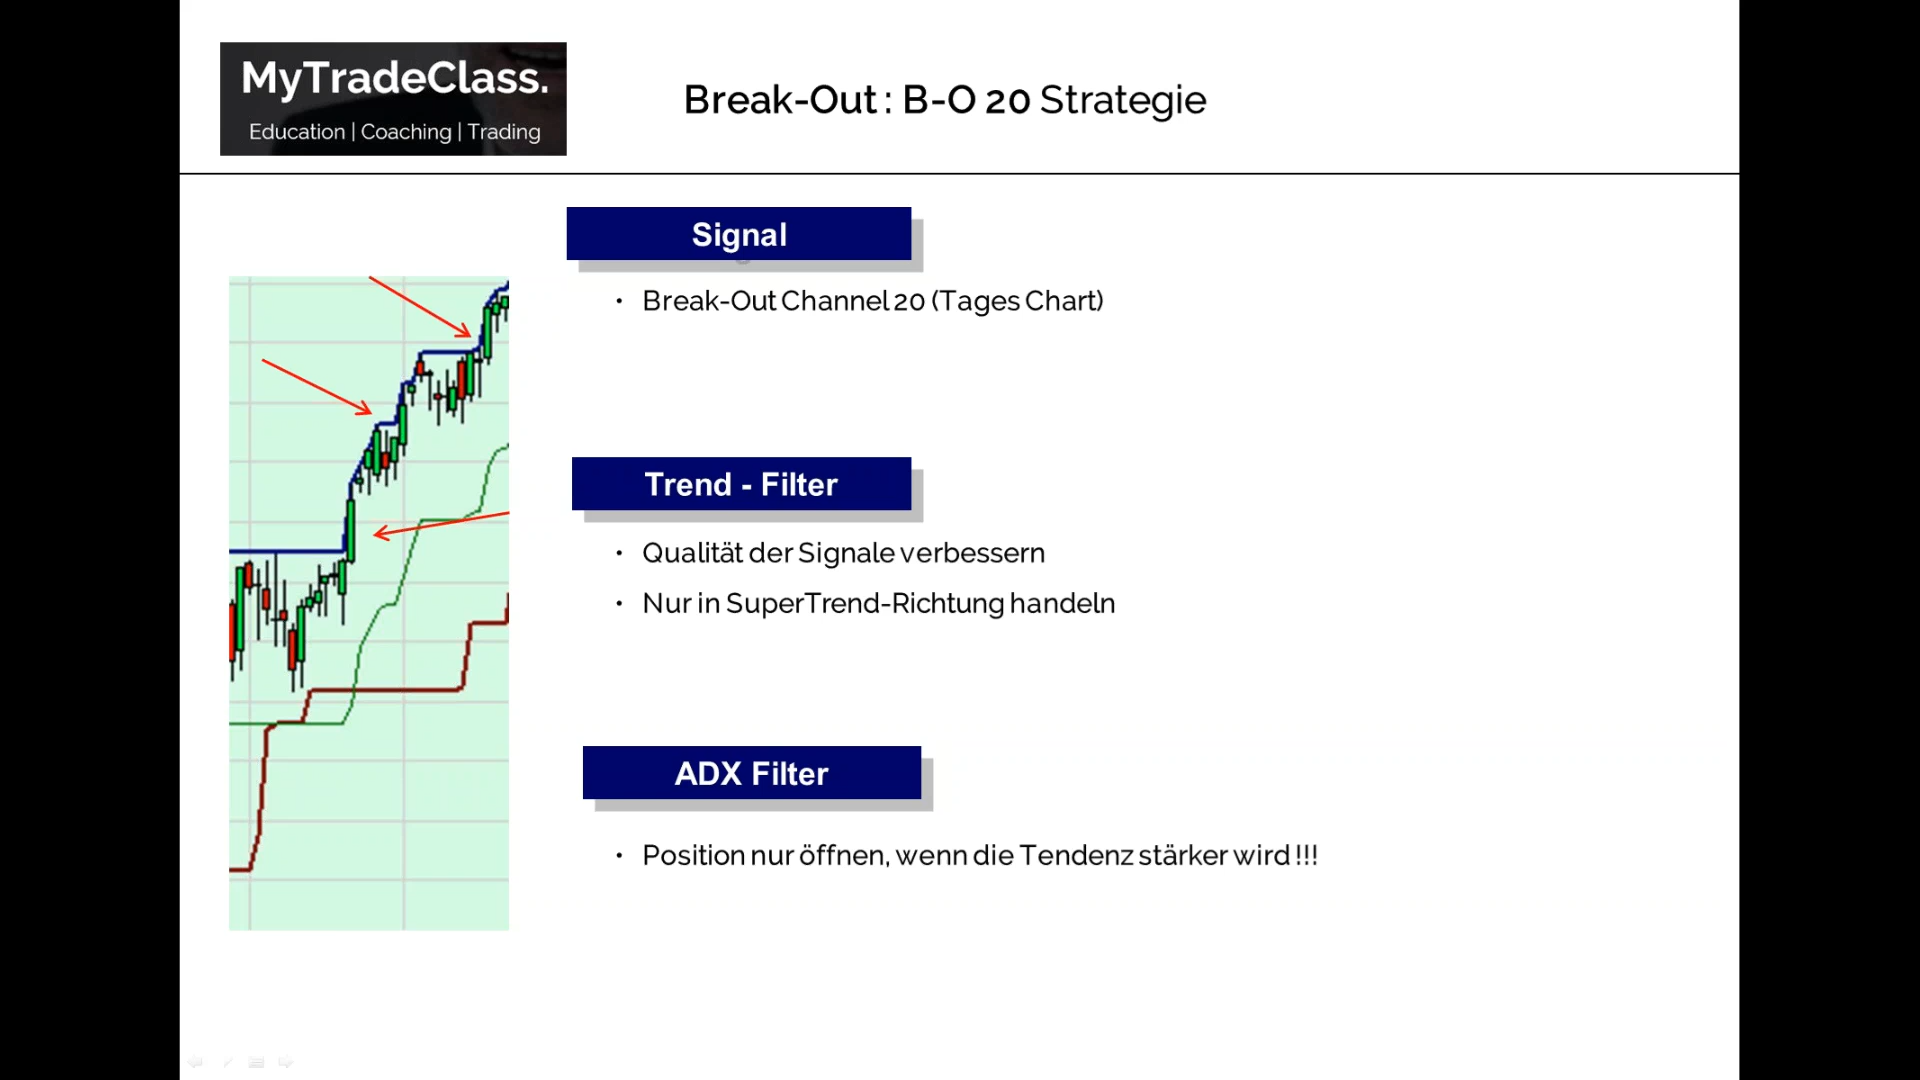 MyTradeClass.
Education | Coaching | Trading
Break-Out : B-O 20 Strategie
Signal
• Break-Out Channel 20 (Tages Chart)
Trend - Filter
• Qualität der Signale verbessern
• Nur in SuperTrend-Richtung handeln
ADX Filter
• Position nur öffnen, wenn die Tendenz stärker wird !!!